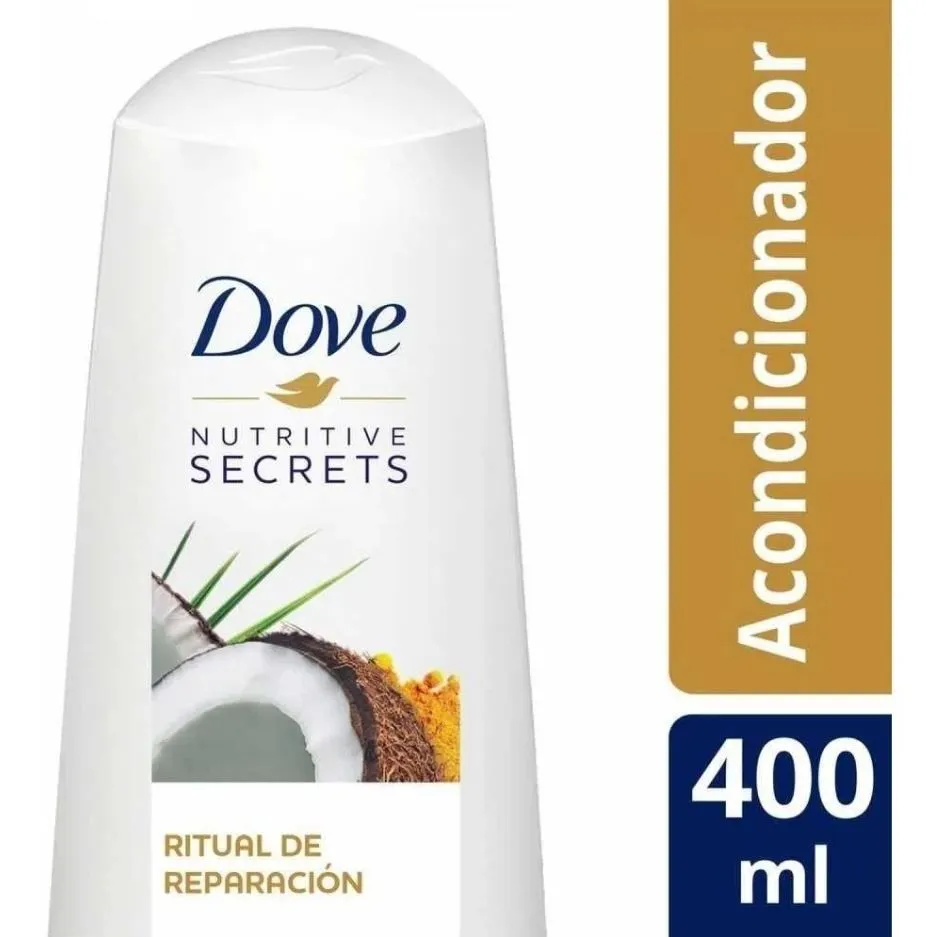 Dove
NUTRITIVE
SECRETS
RITUAL DE
REPARACIÓN
Acondicionador
400
ml